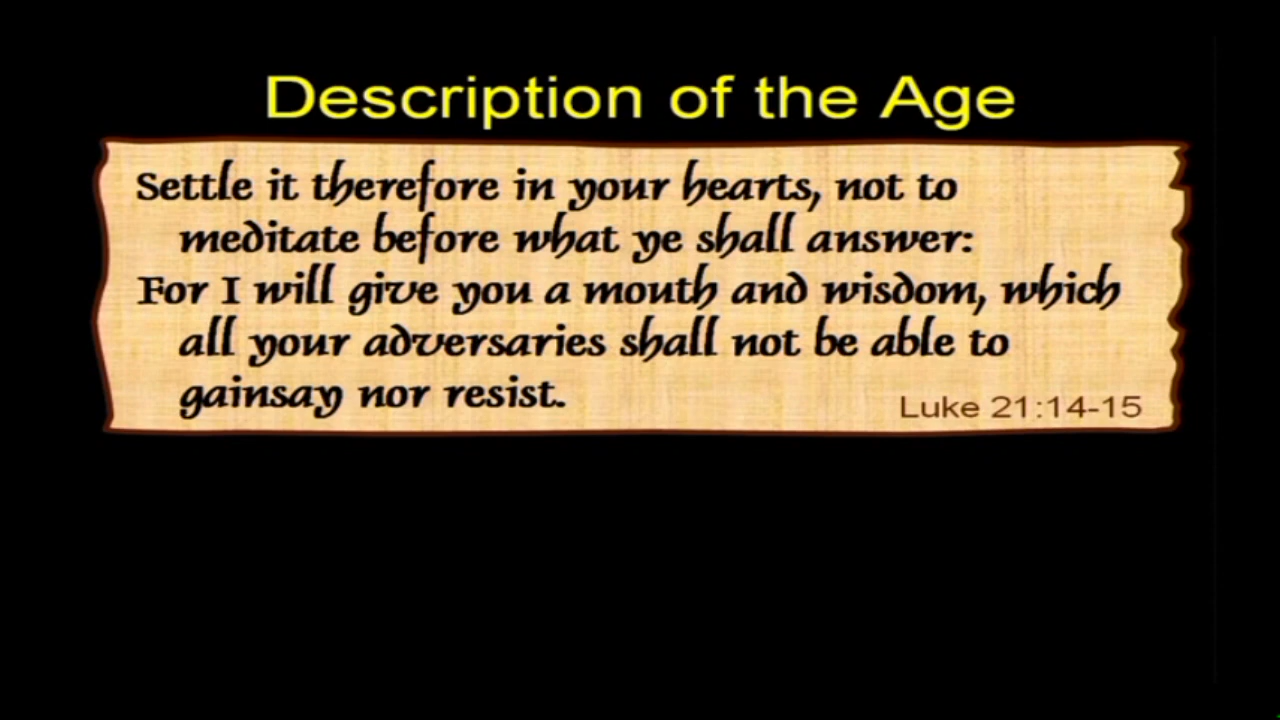 Description of the Age
Settle it therefore in your hearts, not to
meditate before what ye shall answer:
For I will give you a mouth and wisdom, which
all your adversaries shall not be able to
gainsay nor resist.
Luke 21:14-15